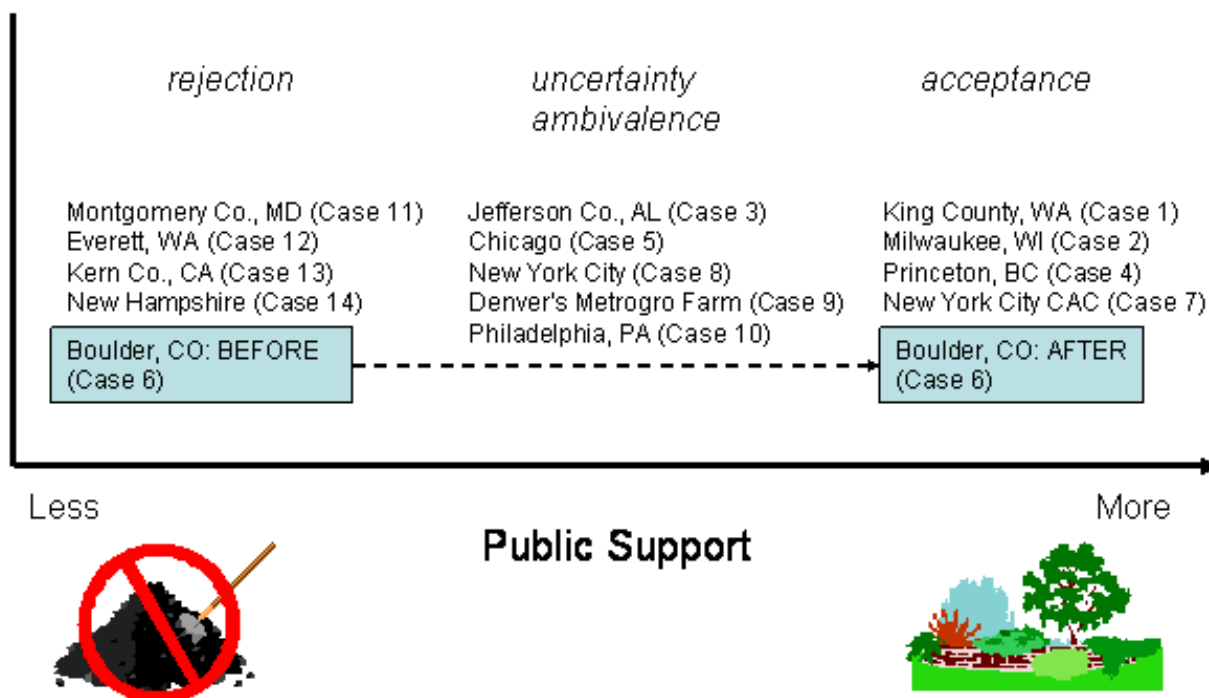 rejection
uncertainty
ambivalence
acceptance
Montgomery Co., MD (Case 11)
Everett, WA (Case 12)
Kern Co., CA (Case 13)
New Hampshire (Case 14)
Boulder, CO: BEFORE
(Case 6)
Jefferson Co., AL (Case 3)
Chicago (Case 5)
New York City (Case 8)
Denver's Metrogro Farm (Case 9)
Philadelphia, PA (Case 10)
King County, WA (Case 1)
Milwaukee, WI (Case 2)
Princeton, BC (Case 4)
New York City CAC (Case 7)
Boulder, CO: AFTER
(Case 6)
Less
More
Public Support